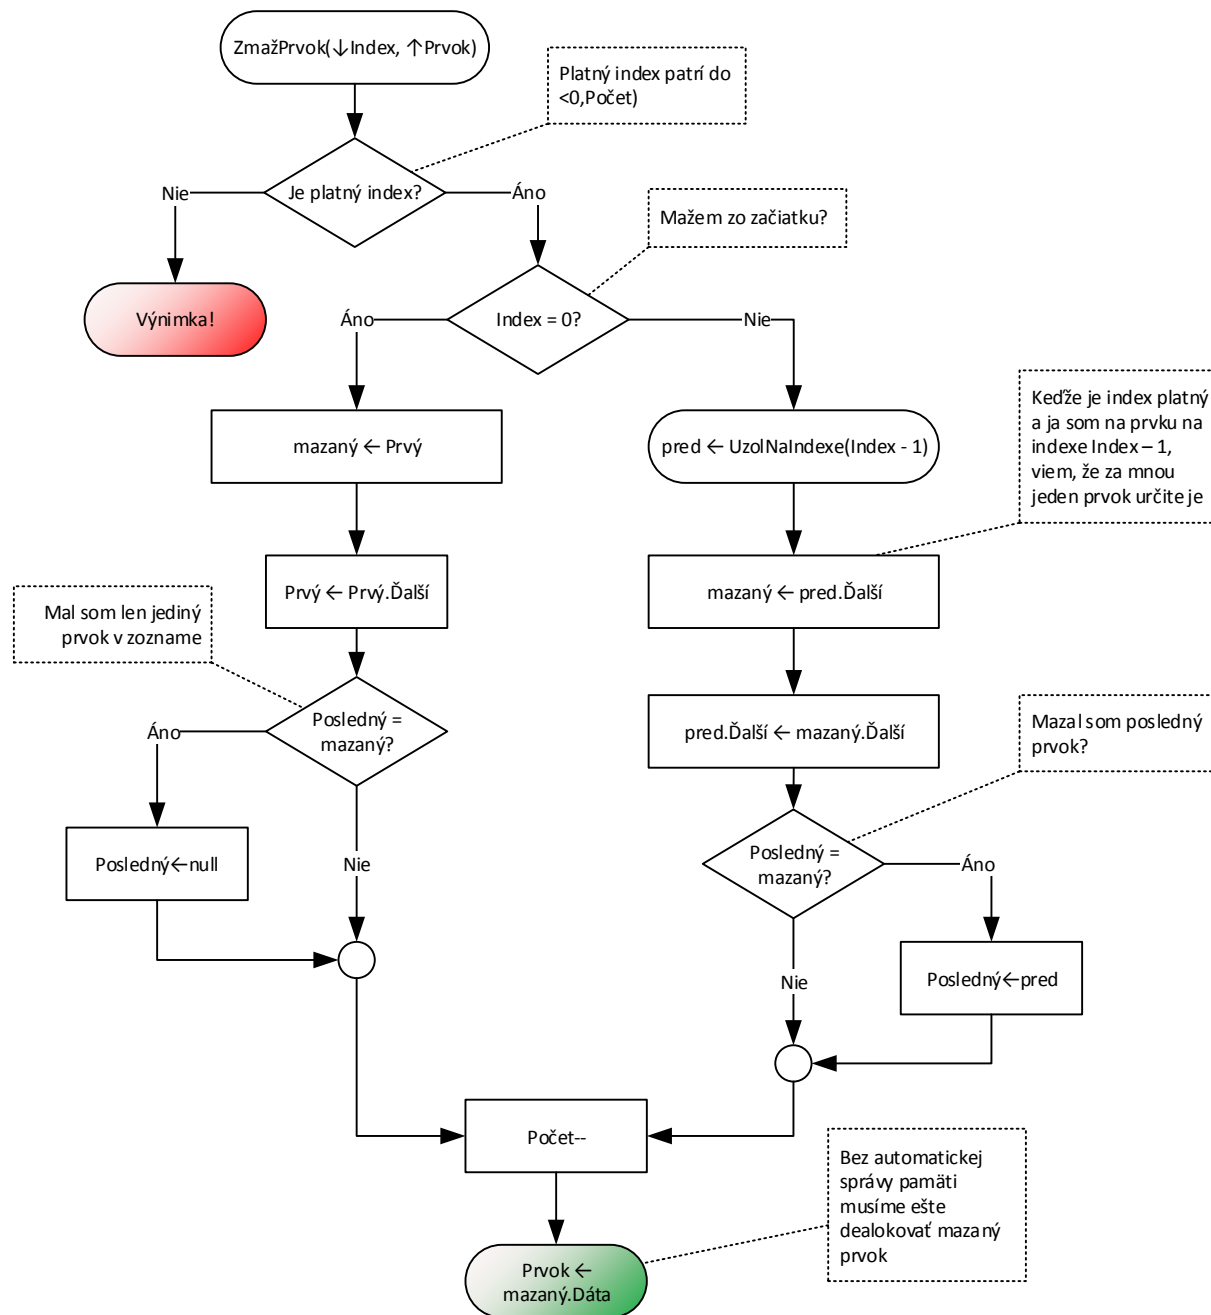 ZmažPrvok(↓Index, ↑Prvok)
Platný index patrí do
<0,Počet)
Je platný index?
Nie
Áno
Mažem zo začiatku?
Výnimka!
Index = 0?
Áno
Nie
Keďže je index platný
a ja som na prvku na
indexe Index – 1,
viem, že za mnou
jeden prvok určite je
mazaný ← Prvý
pred ← UzolNaIndexe(Index - 1)
Prvý ← Prvý.Ďalší
mazaný ← pred.Ďalší
Mal som len jediný
prvok v zozname
Posledný =
mazaný?
Áno
Nie
pred.Ďalší ← mazaný.Ďalší
Mazal som posledný
prvok?
Posledný←null
Posledný =
mazaný?
Áno
Nie
Posledný←pred
Počet--
Bez automatickej
správy pamäti
musíme ešte
dealokovať mazaný
prvok
Prvok ←
mazaný.Dáta